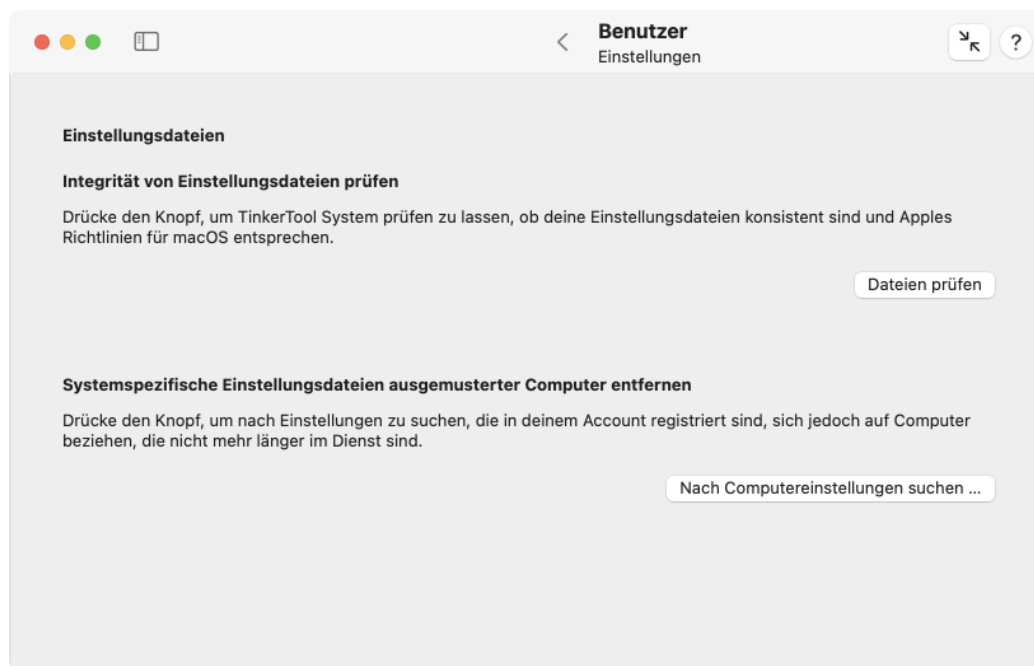 Benutzer
Einstellungen
?
Einstellungsdateien
Integrität von Einstellungsdateien prüfen
Drücke den Knopf, um TinkerTool System prüfen zu lassen, ob deine Einstellungsdateien konsistent sind und Apples
Richtlinien für macOS entsprechen.
Dateien prüfen
Systemspezifische Einstellungsdateien ausgemusterter Computer entfernen
Drücke den Knopf, um nach Einstellungen zu suchen, die in deinem Account registriert sind, sich jedoch auf Computer
beziehen, die nicht mehr länger im Dienst sind.
Nach Computereinstellungen suchen ...